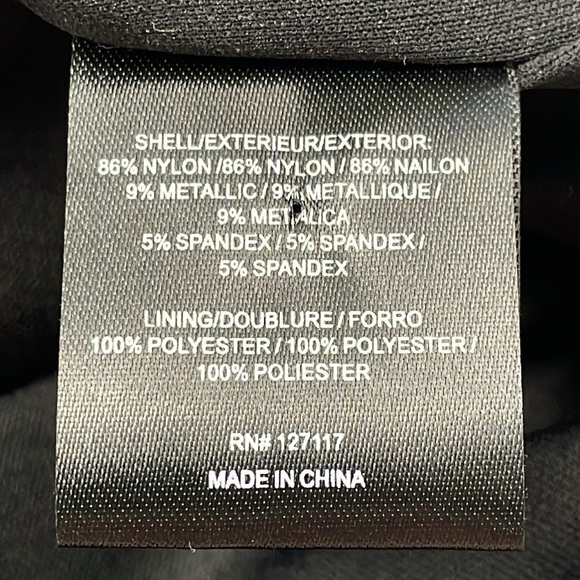 SHELL/EXTERIEUR/EXTERIOR:
86% NYLON /86% NYLON / 86% NAILON
9% METALLIC / 9% METALLIQUE /
9% METALICA
5% SPANDEX / 5% SPANDEX /
5% SPANDEX
LINING/DOUBLURE / FORRO
100% POLYESTER / 100% POLYESTER /
100% POLIESTER
RN# 127117
MADE IN CHINA